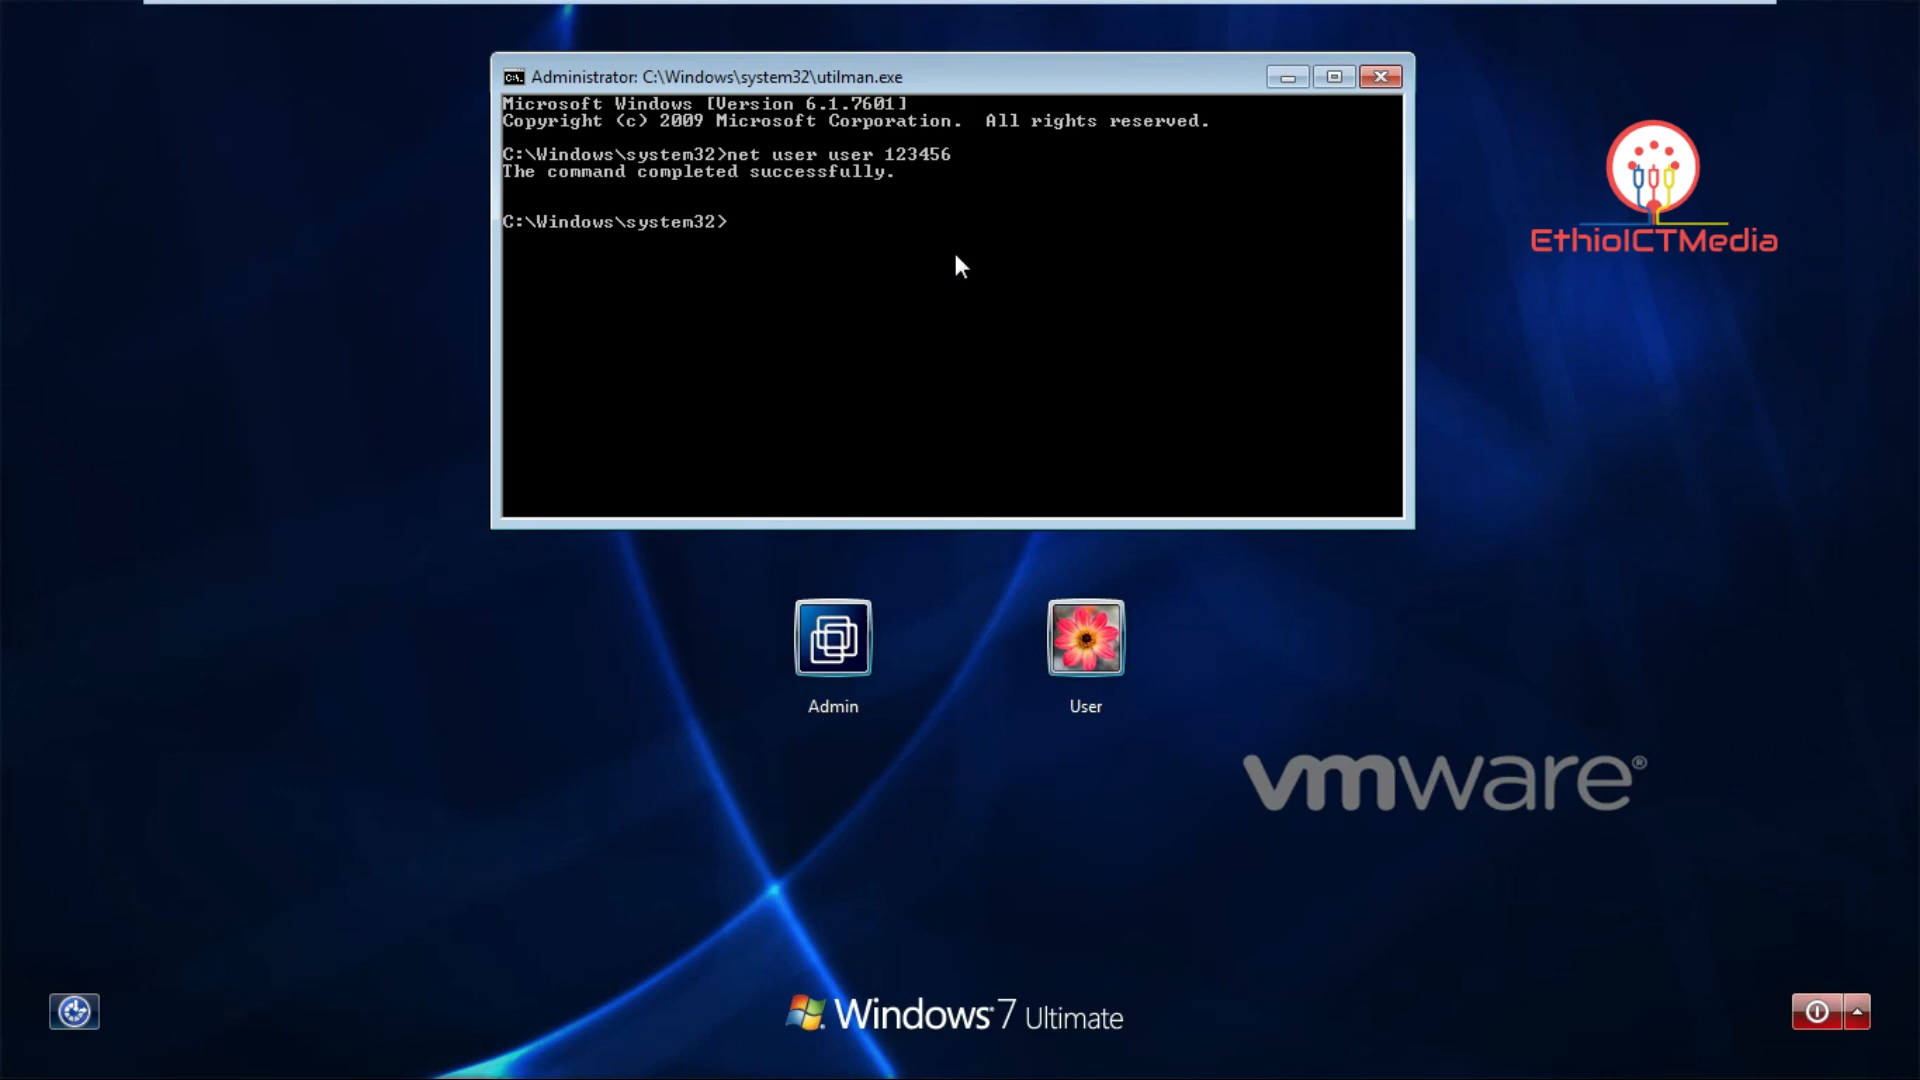 Administrator: C:\Windows\system32\utilman.exe
Microsoft Windows [Version 6.1.7601]
Copyright (c) 2009 Microsoft Corporation.  All rights reserved.
C:\Windows\system32>net user user 123456
The command completed successfully.
C:\Windows\system32>
EthioICTMedia
Admin
User
vmware®
Windows 7 Ultimate